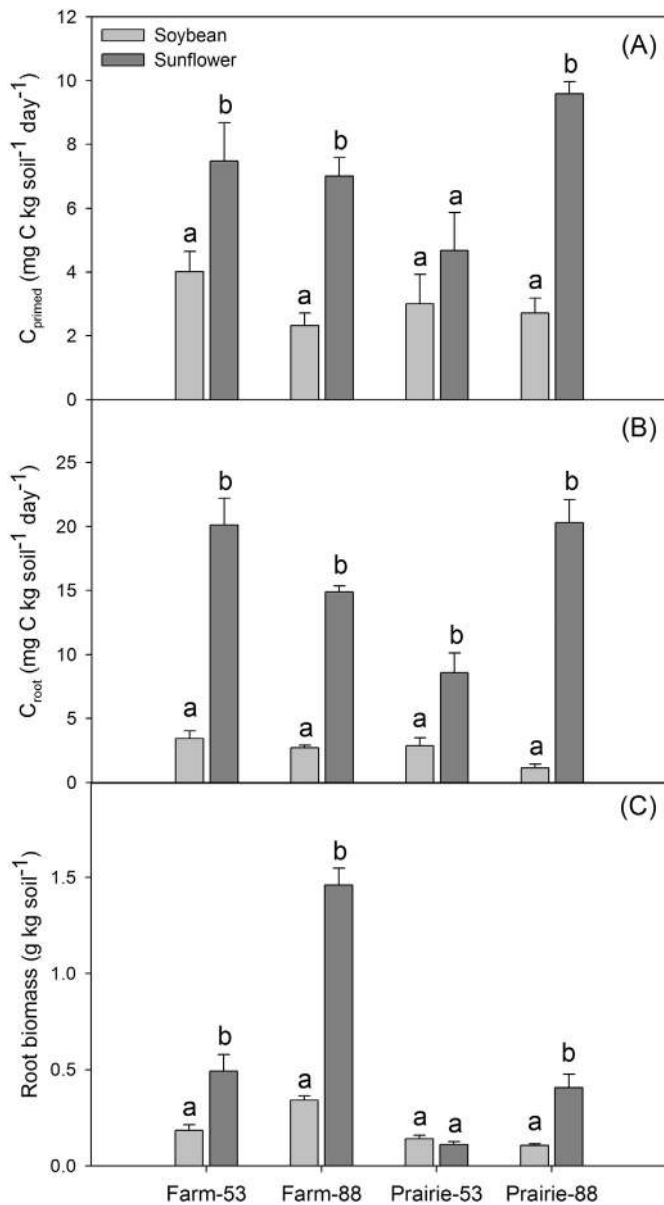 12
10
8
6
4
2
0
C_primed (mg C kg soil⁻¹ day⁻¹)
Soybean
Sunflower
(A)
a
b
a
b
a
a
a
b
25
20
15
10
5
0
C_root (mg C kg soil⁻¹ day⁻¹)
(B)
a
b
a
b
a
b
a
b
1.5
1.0
0.5
0.0
Root biomass (g kg soil⁻¹)
(C)
a
b
a
b
a
a
a
b
Farm-53 Farm-88 Prairie-53 Prairie-88